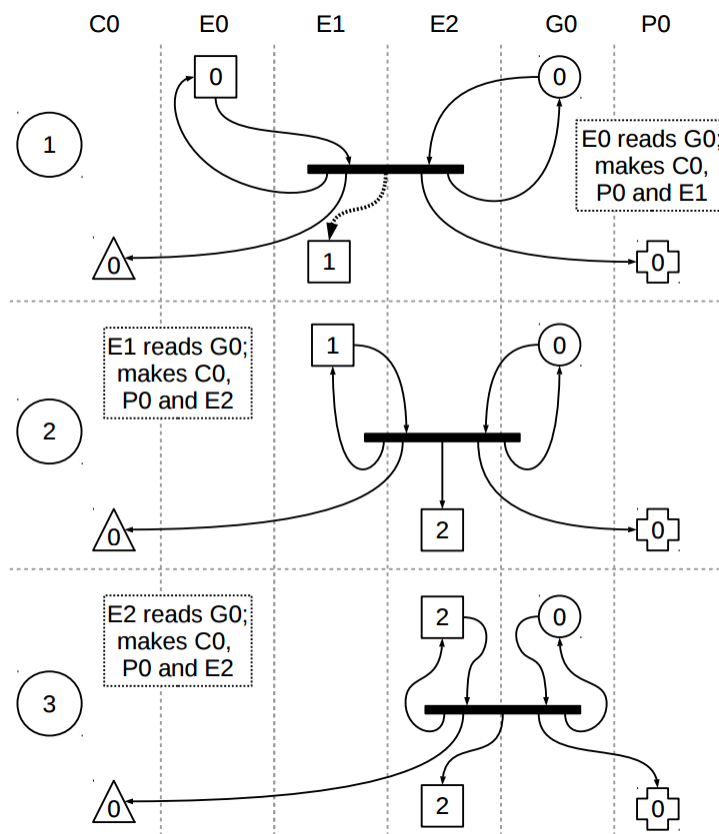 C0 E0 E1 E2 G0 P0
0 0
1
E0 reads G0;
makes C0,
P0 and E1
0 1 0
E1 reads G0;
makes C0,
P0 and E2
1 0
2
0 2 0
E2 reads G0;
makes C0,
P0 and E2
2 0
3
0 2 0